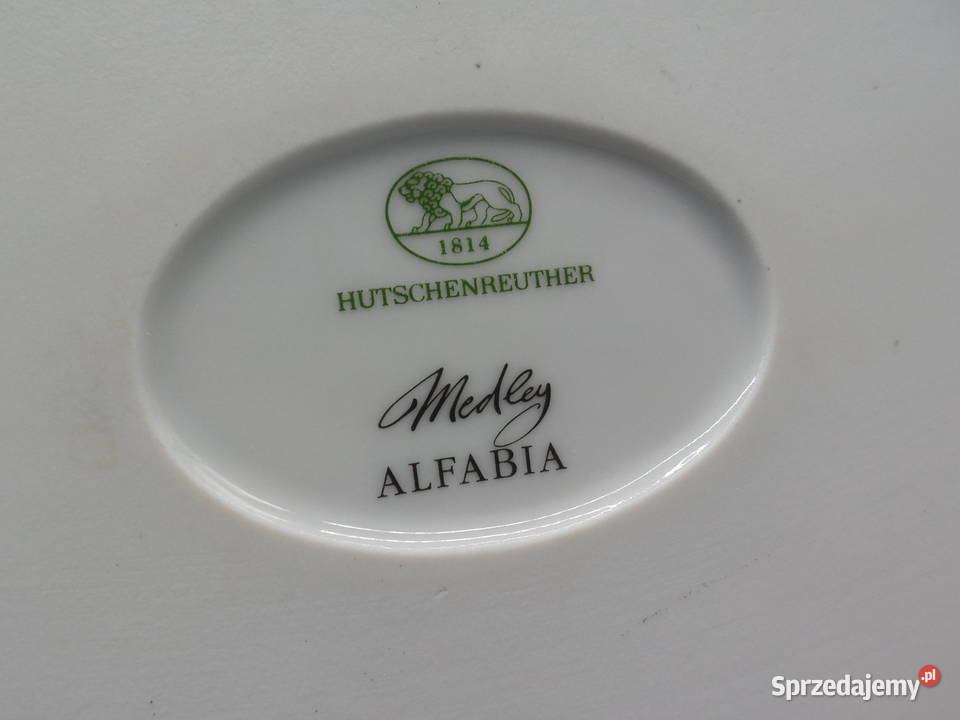 1814
HUTSCHENREUTHER
Medley
ALFABIA
Sprzedajemy.pl